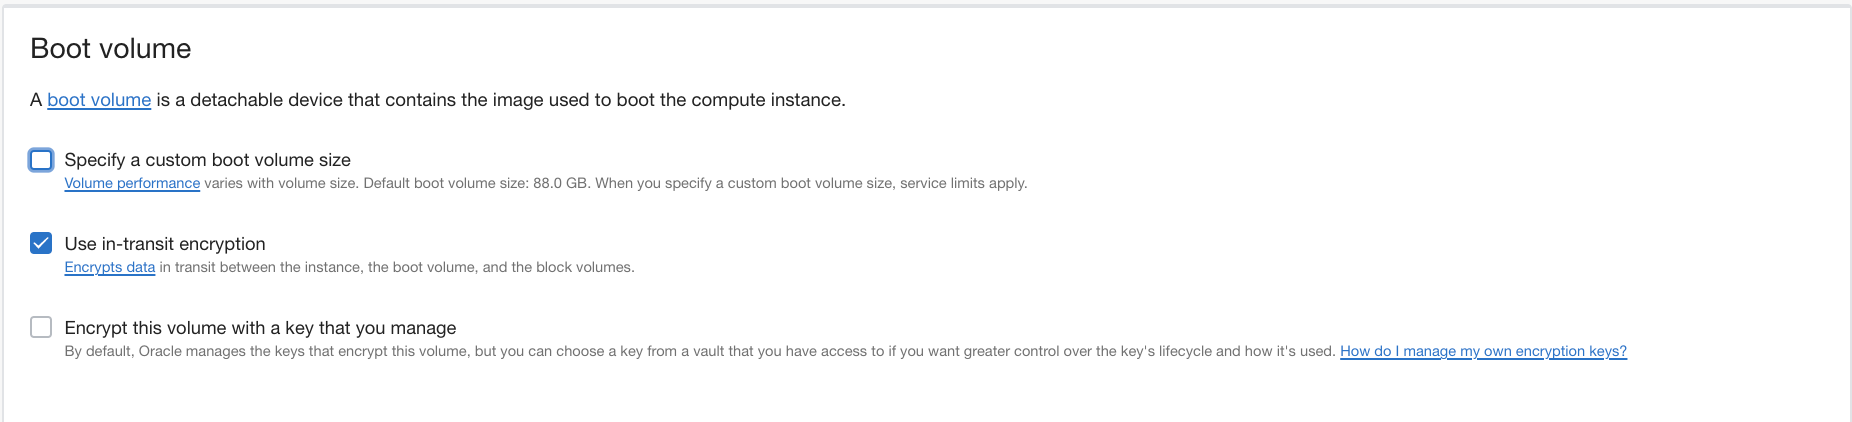 Boot volume
A boot volume is a detachable device that contains the image used to boot the compute instance.
Specify a custom boot volume size
Volume performance varies with volume size. Default boot volume size: 88.0 GB. When you specify a custom boot volume size, service limits apply.
Use in-transit encryption
Encrypts data in transit between the instance, the boot volume, and the block volumes.
Encrypt this volume with a key that you manage
By default, Oracle manages the keys that encrypt this volume, but you can choose a key from a vault that you have access to if you want greater control over the key's lifecycle and how it's used. How do I manage my own encryption keys?